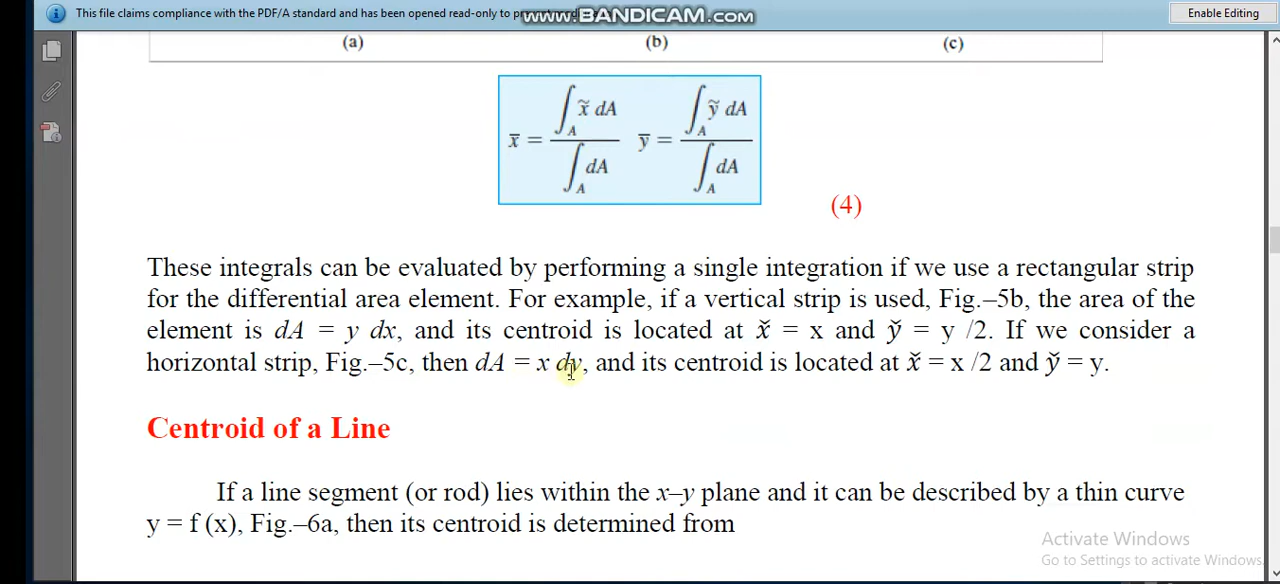 This file claims compliance with the PDF/A standard and has been opened read-only to pr
www.BANDICAM.com
Enable Editing
(a) (b) (c)
x̄ = ∫_A x̃ dA / ∫_A dA ȳ = ∫_A ỹ dA / ∫_A dA
(4)
These integrals can be evaluated by performing a single integration if we use a rectangular strip
for the differential area element. For example, if a vertical strip is used, Fig.–5b, the area of the
element is dA = y dx, and its centroid is located at x̌ = x and y̌ = y /2. If we consider a
horizontal strip, Fig.–5c, then dA = x dy, and its centroid is located at x̌ = x /2 and y̌ = y.
Centroid of a Line
If a line segment (or rod) lies within the x–y plane and it can be described by a thin curve
y = f (x), Fig.–6a, then its centroid is determined from
Activate Windows
Go to Settings to activate Windows.